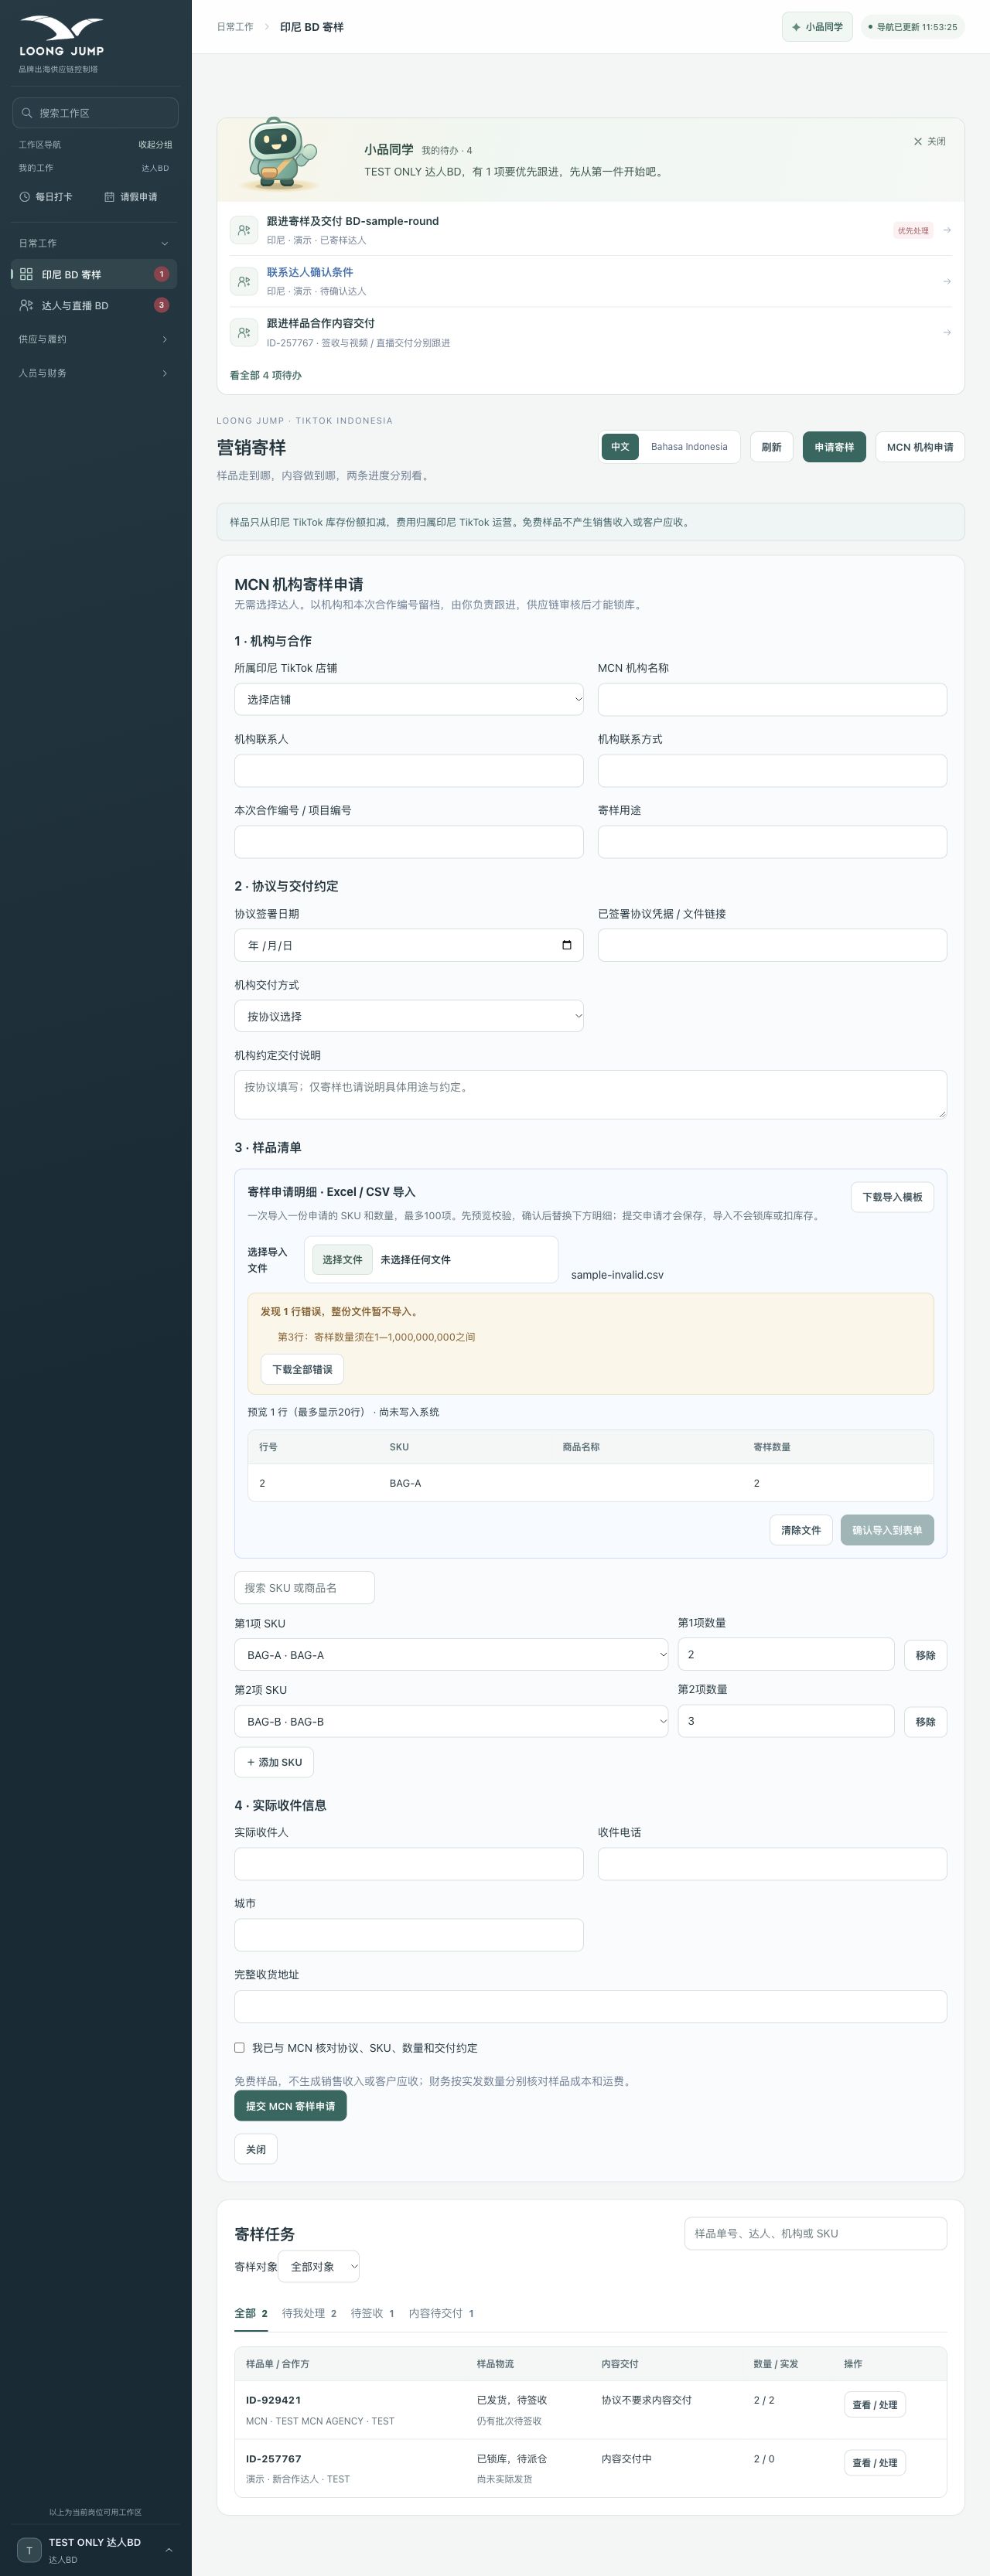 LOONG JUMP
品牌出海供应链控制塔
搜索工作区
工作区导航 收起分组
我的工作 达人BD
每日打卡 请假申请
日常工作
印尼 BD 寄样 1
达人与直播 BD 3
供应与履约
人员与财务
以上为当前岗位可用工作区
T
TEST ONLY 达人BD
达人BD
日常工作 印尼 BD 寄样
小品同学
导航已更新 11:53:25
小品同学 我的待办 · 4
关闭
TEST ONLY 达人BD，有 1 项要优先跟进，先从第一件开始吧。
跟进寄样及交付 BD-sample-round
印尼 · 演示 · 已寄样达人
优先处理
联系达人确认条件
印尼 · 演示 · 待确认达人
跟进样品合作内容交付
ID-257767 · 签收与视频 / 直播交付分别跟进
看全部 4 项待办
LOONG JUMP · TIKTOK INDONESIA
营销寄样
样品走到哪，内容做到哪，两条进度分别看。
中文 Bahasa Indonesia 刷新 申请寄样 MCN 机构申请
样品只从印尼 TikTok 库存份额扣减，费用归属印尼 TikTok 运营。免费样品不产生销售收入或客户应收。
MCN 机构寄样申请
无需选择达人。以机构和本次合作编号留档，由你负责跟进，供应链审核后才能锁库。
1 · 机构与合作
所属印尼 TikTok 店铺 MCN 机构名称
选择店铺
机构联系人 机构联系方式
本次合作编号 / 项目编号 寄样用途
2 · 协议与交付约定
协议签署日期 已签署协议凭据 / 文件链接
年 /月/日
机构交付方式
按协议选择
机构约定交付说明
按协议填写；仅寄样也请说明具体用途与约定。
3 · 样品清单
寄样申请明细 · Excel / CSV 导入
下载导入模板
一次导入一份申请的 SKU 和数量，最多100项。先预览校验，确认后替换下方明细；提交申请才会保存，导入不会锁库或扣库存。
选择导入
文件
选择文件 未选择任何文件
sample-invalid.csv
发现 1 行错误，整份文件暂不导入。
第3行：寄样数量须在1—1,000,000,000之间
下载全部错误
预览 1 行（最多显示20行） · 尚未写入系统
行号 SKU 商品名称 寄样数量
2 BAG-A 2
清除文件 确认导入到表单
搜索 SKU 或商品名
第1项 SKU 第1项数量
BAG-A · BAG-A 2 移除
第2项 SKU 第2项数量
BAG-B · BAG-B 3 移除
＋ 添加 SKU
4 · 实际收件信息
实际收件人 收件电话
城市
完整收货地址
我已与 MCN 核对协议、SKU、数量和交付约定
免费样品，不生成销售收入或客户应收；财务按实发数量分别核对样品成本和运费。
提交 MCN 寄样申请
关闭
寄样任务
样品单号、达人、机构或 SKU
寄样对象 全部对象
全部 2 待我处理 2 待签收 1 内容待交付 1
样品单 / 合作方 样品物流 内容交付 数量 / 实发 操作
ID-929421 已发货，待签收 协议不要求内容交付 2 / 2 查看 / 处理
MCN · TEST MCN AGENCY · TEST 仍有批次待签收
ID-257767 已锁库，待派仓 内容交付中 2 / 0 查看 / 处理
演示 · 新合作达人 · TEST 尚未实际发货